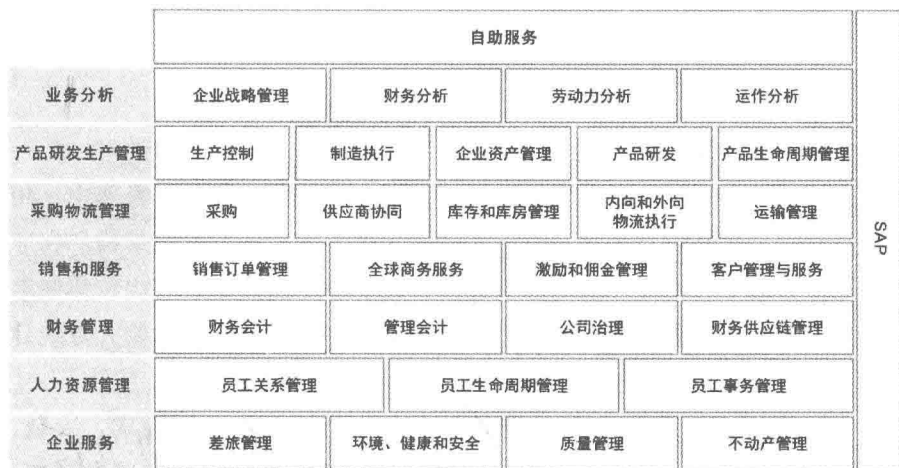 自助服务
业务分析 企业战略管理 财务分析 劳动力分析 运作分析
产品研发生产管理 生产控制 制造执行 企业资产管理 产品研发 产品生命周期管理
采购物流管理 采购 供应商协同 库存和库房管理 内向和外向 运输管理
物流执行
SAP
销售和服务 销售订单管理 全球商务服务 激励和佣金管理 客户管理与服务
财务管理 财务会计 管理会计 公司治理 财务供应链管理
人力资源管理 员工关系管理 员工生命周期管理 员工事务管理
企业服务 差旅管理 环境、健康和安全 质量管理 不动产管理